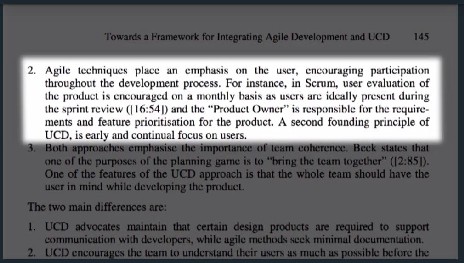 Towards a Framework for Integrating Agile Development and UCD 145
2. Agile techniques place an emphasis on the user, encouraging participation
throughout the development process. For instance, in Scrum, user evaluation of
the product is encouraged on a monthly basis as users are ideally present during
the sprint review ([16:54]) and the "Product Owner" is responsible for the require-
ments and feature prioritisation for the product. A second founding principle of
UCD, is early and continual focus on users.
3. Both approaches emphasise the importance of team coherence. Beck states that
one of the purposes of the planning game is to "bring the team together" ([2:85]).
One of the features of the UCD approach is that the whole team should have the
user in mind while developing the product.
The two main differences are:
1. UCD advocates maintain that certain design products are required to support
communication with developers, while agile methods seek minimal documentation.
2. UCD encourages the team to understand their users as much as possible before the